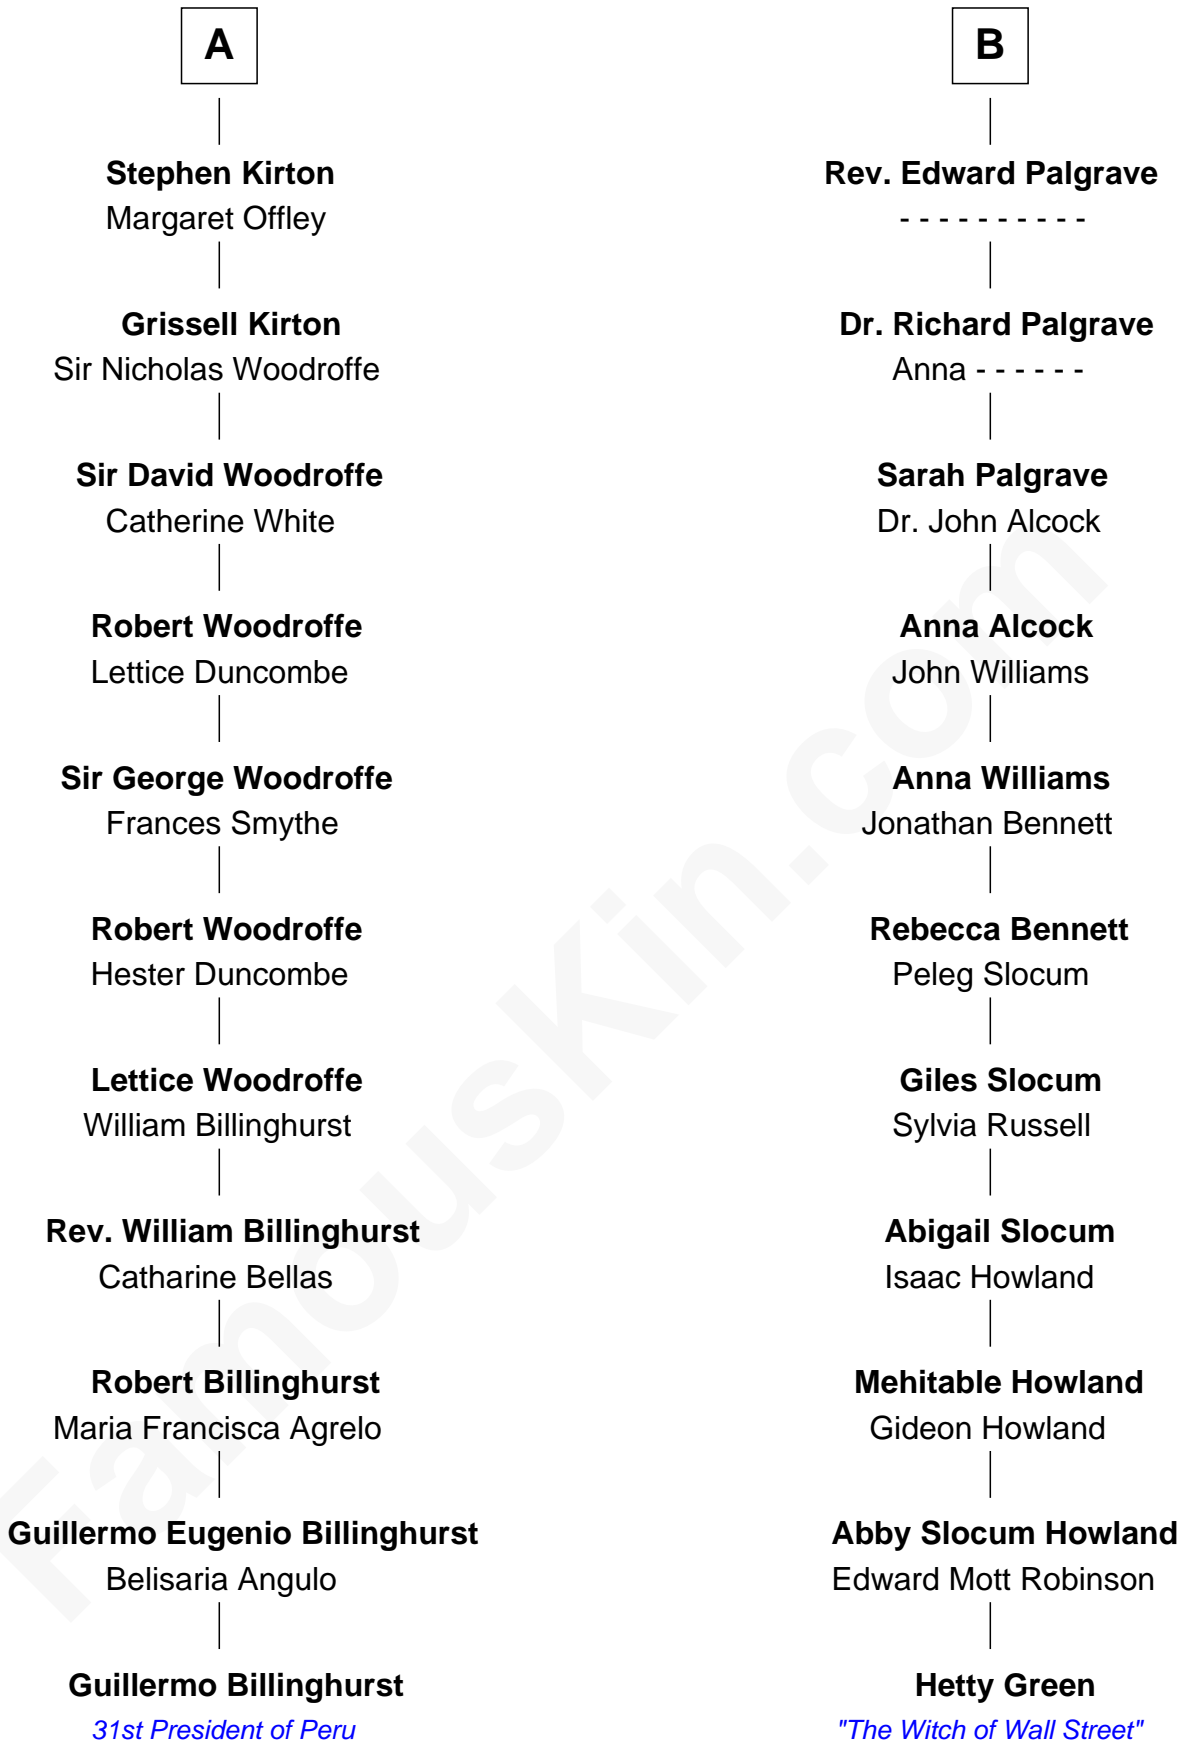 A
Stephen Kirton
Margaret Offley
Grissell Kirton
Sir Nicholas Woodroffe
Sir David Woodroffe
Catherine White
Robert Woodroffe
Lettice Duncombe
Sir George Woodroffe
Frances Smythe
Robert Woodroffe
Hester Duncombe
Lettice Woodroffe
William Billinghurst
Rev. William Billinghurst
Catharine Bellas
Robert Billinghurst
Maria Francisca Agrelo
Guillermo Eugenio Billinghurst
Belisaria Angulo
Guillermo Billinghurst
31st President of Peru
B
Rev. Edward Palgrave
- - - - - - - - - -
Dr. Richard Palgrave
Anna - - - - - -
Sarah Palgrave
Dr. John Alcock
Anna Alcock
John Williams
Anna Williams
Jonathan Bennett
Rebecca Bennett
Peleg Slocum
Giles Slocum
Sylvia Russell
Abigail Slocum
Isaac Howland
Mehitable Howland
Gideon Howland
Abby Slocum Howland
Edward Mott Robinson
Hetty Green
"The Witch of Wall Street"
FamousKin.com